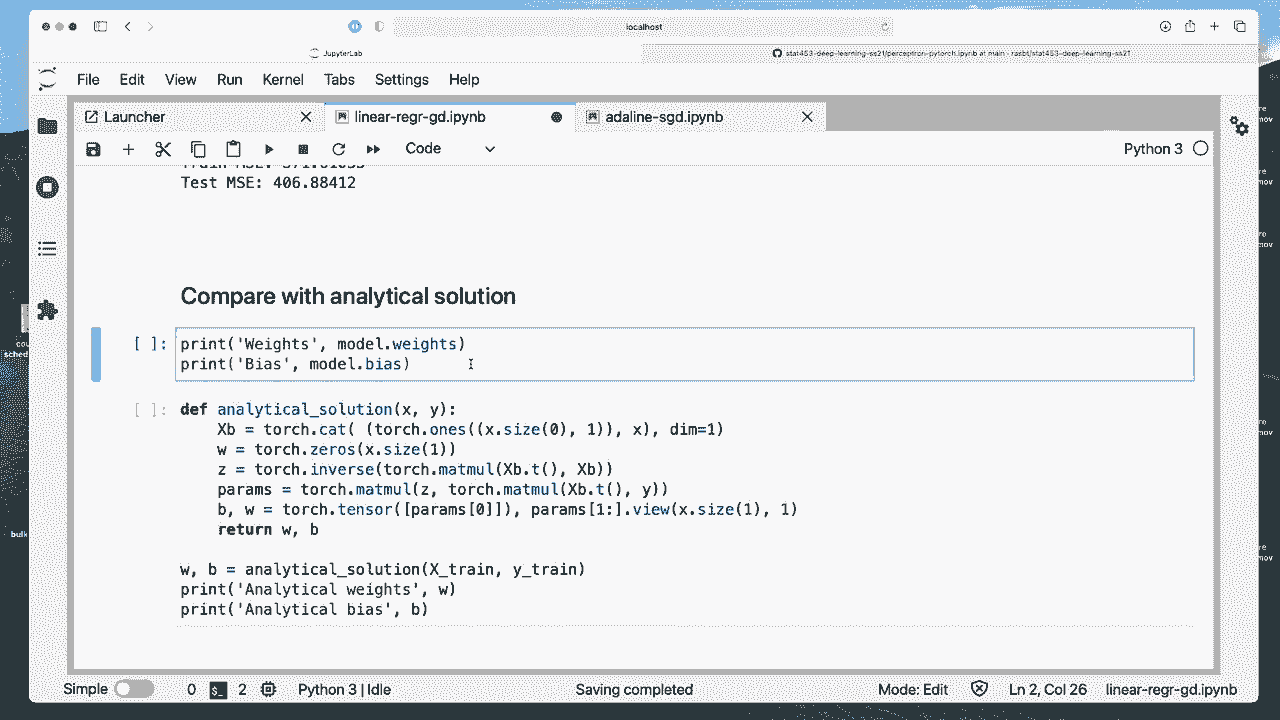 localhost
JupyterLab
stat453-deep-learning-ss21/perceptron-pytorch.ipynb at main · rasbt/stat453-deep-learning-ss21
File Edit View Run Kernel Tabs Settings Help
Launcher linear-regr-gd.ipynb adaline-sgd.ipynb
Code Python 3
Test MSE: 406.88412
Compare with analytical solution
[ ]: print('Weights', model.weights)
print('Bias', model.bias)
[ ]: def analytical_solution(x, y):
Xb = torch.cat( (torch.ones((x.size(0), 1)), x), dim=1)
w = torch.zeros(x.size(1))
z = torch.inverse(torch.matmul(Xb.t(), Xb))
params = torch.matmul(z, torch.matmul(Xb.t(), y))
b, w = torch.tensor([params[0]]), params[1:].view(x.size(1), 1)
return w, b
w, b = analytical_solution(X_train, y_train)
print('Analytical weights', w)
print('Analytical bias', b)
Simple 0 2 Python 3 | Idle Saving completed Mode: Edit Ln 2, Col 26 linear-regr-gd.ipynb